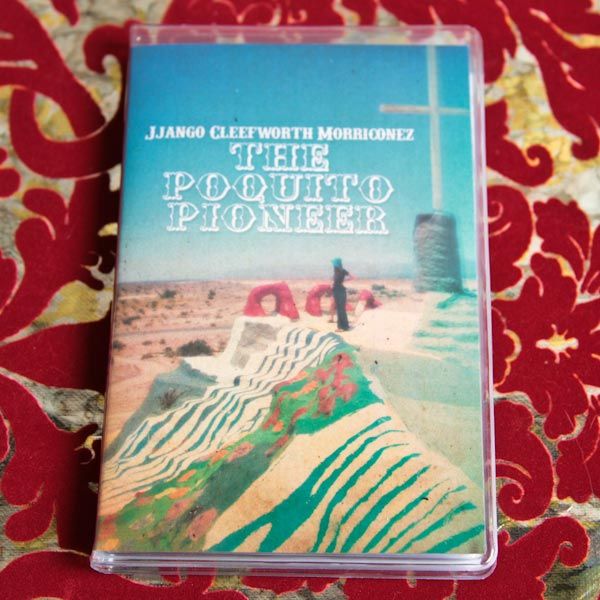 Jjango Cleefworth Morriconez
THE
POQUITO
PIONEER